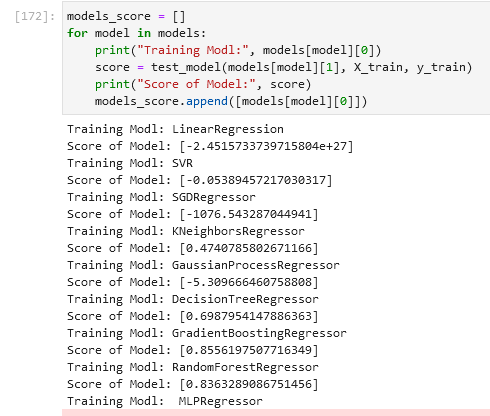 [172]: models_score = []
for model in models:
    print("Training Modl:", models[model][0])
    score = test_model(models[model][1], X_train, y_train)
    print("Score of Model:", score)
    models_score.append([models[model][0]])
Training Modl: LinearRegression
Score of Model: [-2.4515733739715804e+27]
Training Modl: SVR
Score of Model: [-0.05389457217030317]
Training Modl: SGDRegressor
Score of Model: [-1076.543287044941]
Training Modl: KNeighborsRegressor
Score of Model: [0.4740785802671166]
Training Modl: GaussianProcessRegressor
Score of Model: [-5.309666460758808]
Training Modl: DecisionTreeRegressor
Score of Model: [0.6987954147886363]
Training Modl: GradientBoostingRegressor
Score of Model: [0.8556197507716349]
Training Modl: RandomForestRegressor
Score of Model: [0.8363289086751456]
Training Modl:  MLPRegressor